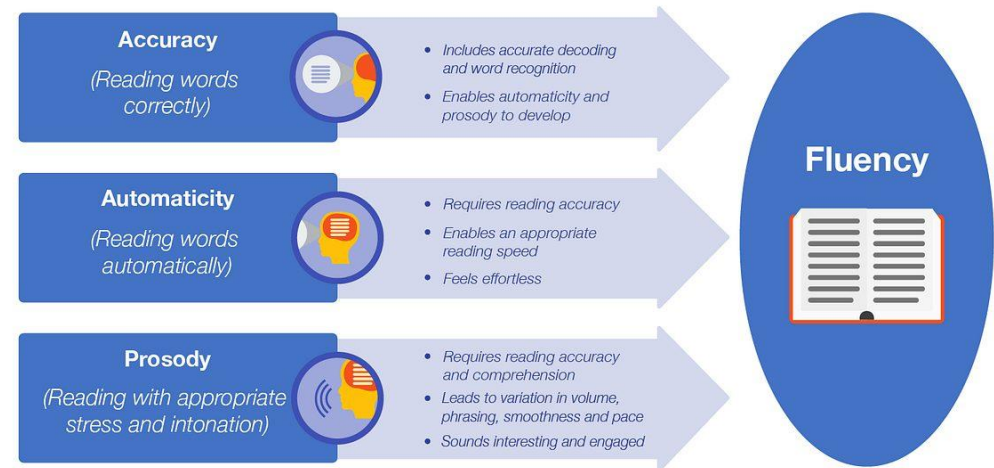 Accuracy
(Reading words
correctly)
• Includes accurate decoding
and word recognition
• Enables automaticity and
prosody to develop
Automaticity
(Reading words
automatically)
• Requires reading accuracy
• Enables an appropriate
reading speed
• Feels effortless
Prosody
(Reading with appropriate
stress and intonation)
• Requires reading accuracy
and comprehension
• Leads to variation in volume,
phrasing, smoothness and pace
• Sounds interesting and engaged
Fluency